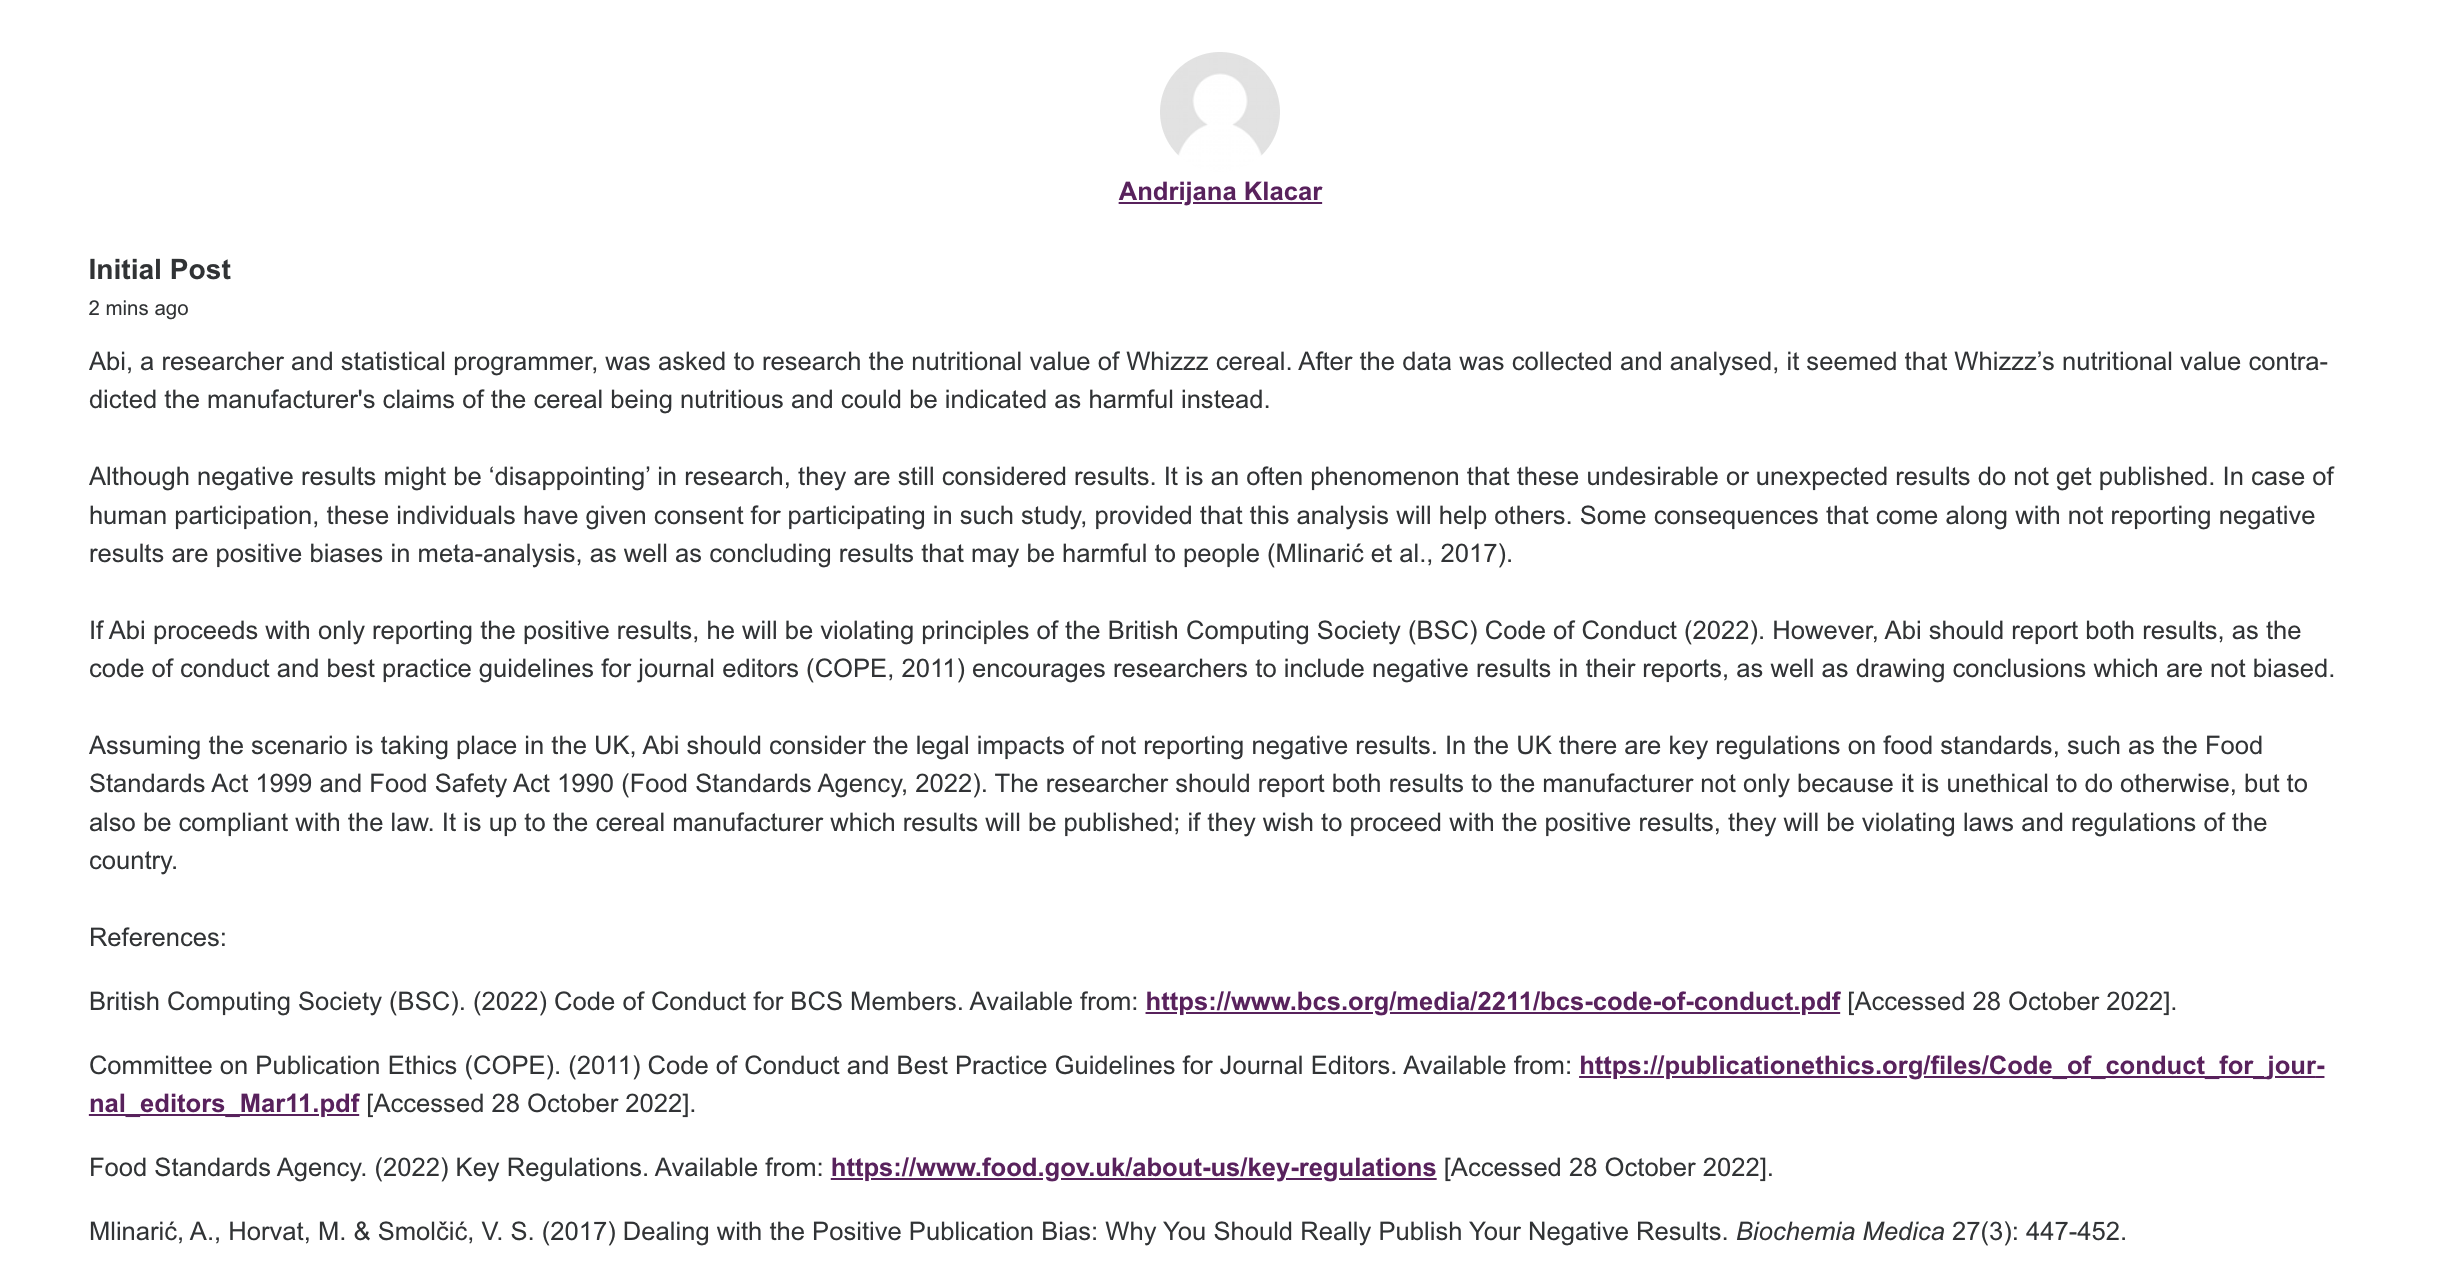 Andrijana Klacar
Initial Post
2 mins ago
Abi, a researcher and statistical programmer, was asked to research the nutritional value of Whizzz cereal. After the data was collected and analysed, it seemed that Whizzz’s nutritional value contra-
dicted the manufacturer's claims of the cereal being nutritious and could be indicated as harmful instead.
Although negative results might be ‘disappointing’ in research, they are still considered results. It is an often phenomenon that these undesirable or unexpected results do not get published. In case of
human participation, these individuals have given consent for participating in such study, provided that this analysis will help others. Some consequences that come along with not reporting negative
results are positive biases in meta-analysis, as well as concluding results that may be harmful to people (Mlinarić et al., 2017).
If Abi proceeds with only reporting the positive results, he will be violating principles of the British Computing Society (BSC) Code of Conduct (2022). However, Abi should report both results, as the
code of conduct and best practice guidelines for journal editors (COPE, 2011) encourages researchers to include negative results in their reports, as well as drawing conclusions which are not biased.
Assuming the scenario is taking place in the UK, Abi should consider the legal impacts of not reporting negative results. In the UK there are key regulations on food standards, such as the Food
Standards Act 1999 and Food Safety Act 1990 (Food Standards Agency, 2022). The researcher should report both results to the manufacturer not only because it is unethical to do otherwise, but to
also be compliant with the law. It is up to the cereal manufacturer which results will be published; if they wish to proceed with the positive results, they will be violating laws and regulations of the
country.
References:
British Computing Society (BSC). (2022) Code of Conduct for BCS Members. Available from: https://www.bcs.org/media/2211/bcs-code-of-conduct.pdf [Accessed 28 October 2022].
Committee on Publication Ethics (COPE). (2011) Code of Conduct and Best Practice Guidelines for Journal Editors. Available from: https://publicationethics.org/files/Code_of_conduct_for_jour-
nal_editors_Mar11.pdf [Accessed 28 October 2022].
Food Standards Agency. (2022) Key Regulations. Available from: https://www.food.gov.uk/about-us/key-regulations [Accessed 28 October 2022].
Mlinarić, A., Horvat, M. & Smolčić, V. S. (2017) Dealing with the Positive Publication Bias: Why You Should Really Publish Your Negative Results. Biochemia Medica 27(3): 447-452.